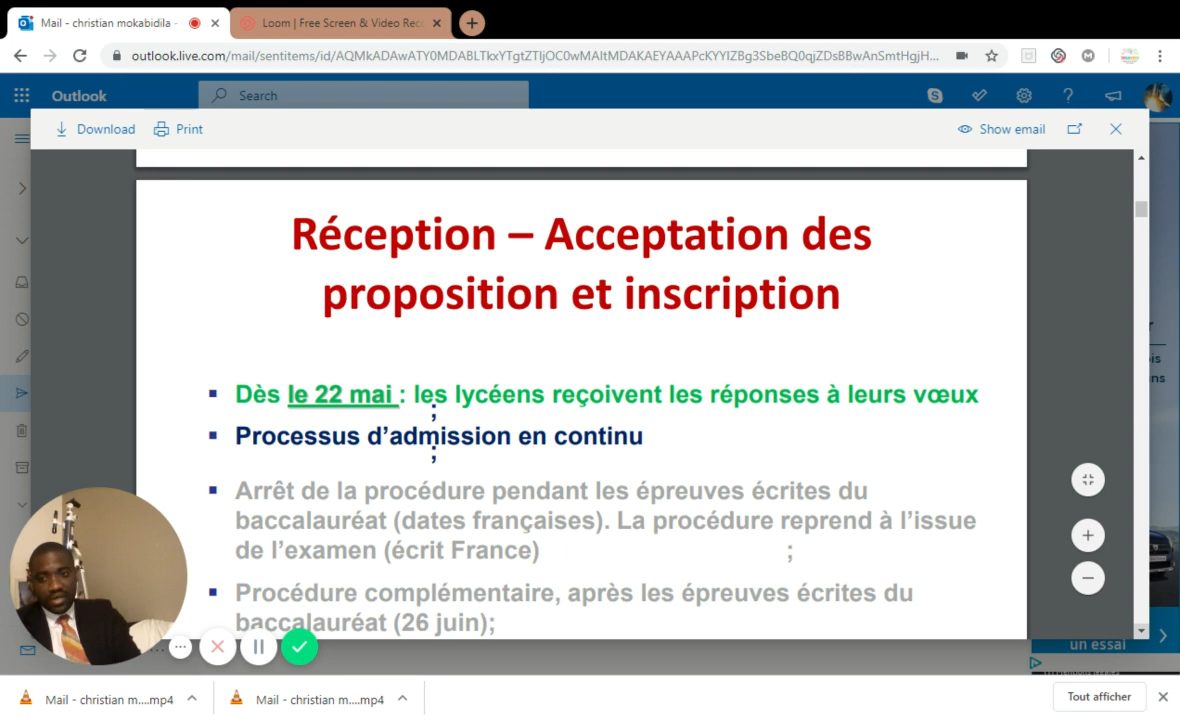 Mail - christian mokabidila -
Loom | Free Screen & Video Rec
outlook.live.com/mail/sentitems/id/AQMkADAwATY0MDABLTkxYTgtZTljOC0wMAItMDAKAEYAAAPcKYYIZBg3SbeBQ0qjZDsBBwAnSmtHgjH...
Outlook
Search
Download
Print
Show email
Réception – Acceptation des
proposition et inscription
Dès le 22 mai : les lycéens reçoivent les réponses à leurs vœux
;
Processus d’admission en continu
;
Arrêt de la procédure pendant les épreuves écrites du
baccalauréat (dates françaises). La procédure reprend à l’issue
de l’examen (écrit France) ;
Procédure complémentaire, après les épreuves écrites du
baccalauréat (26 juin);
un essai
Mail - christian m....mp4
Mail - christian m....mp4
Tout afficher